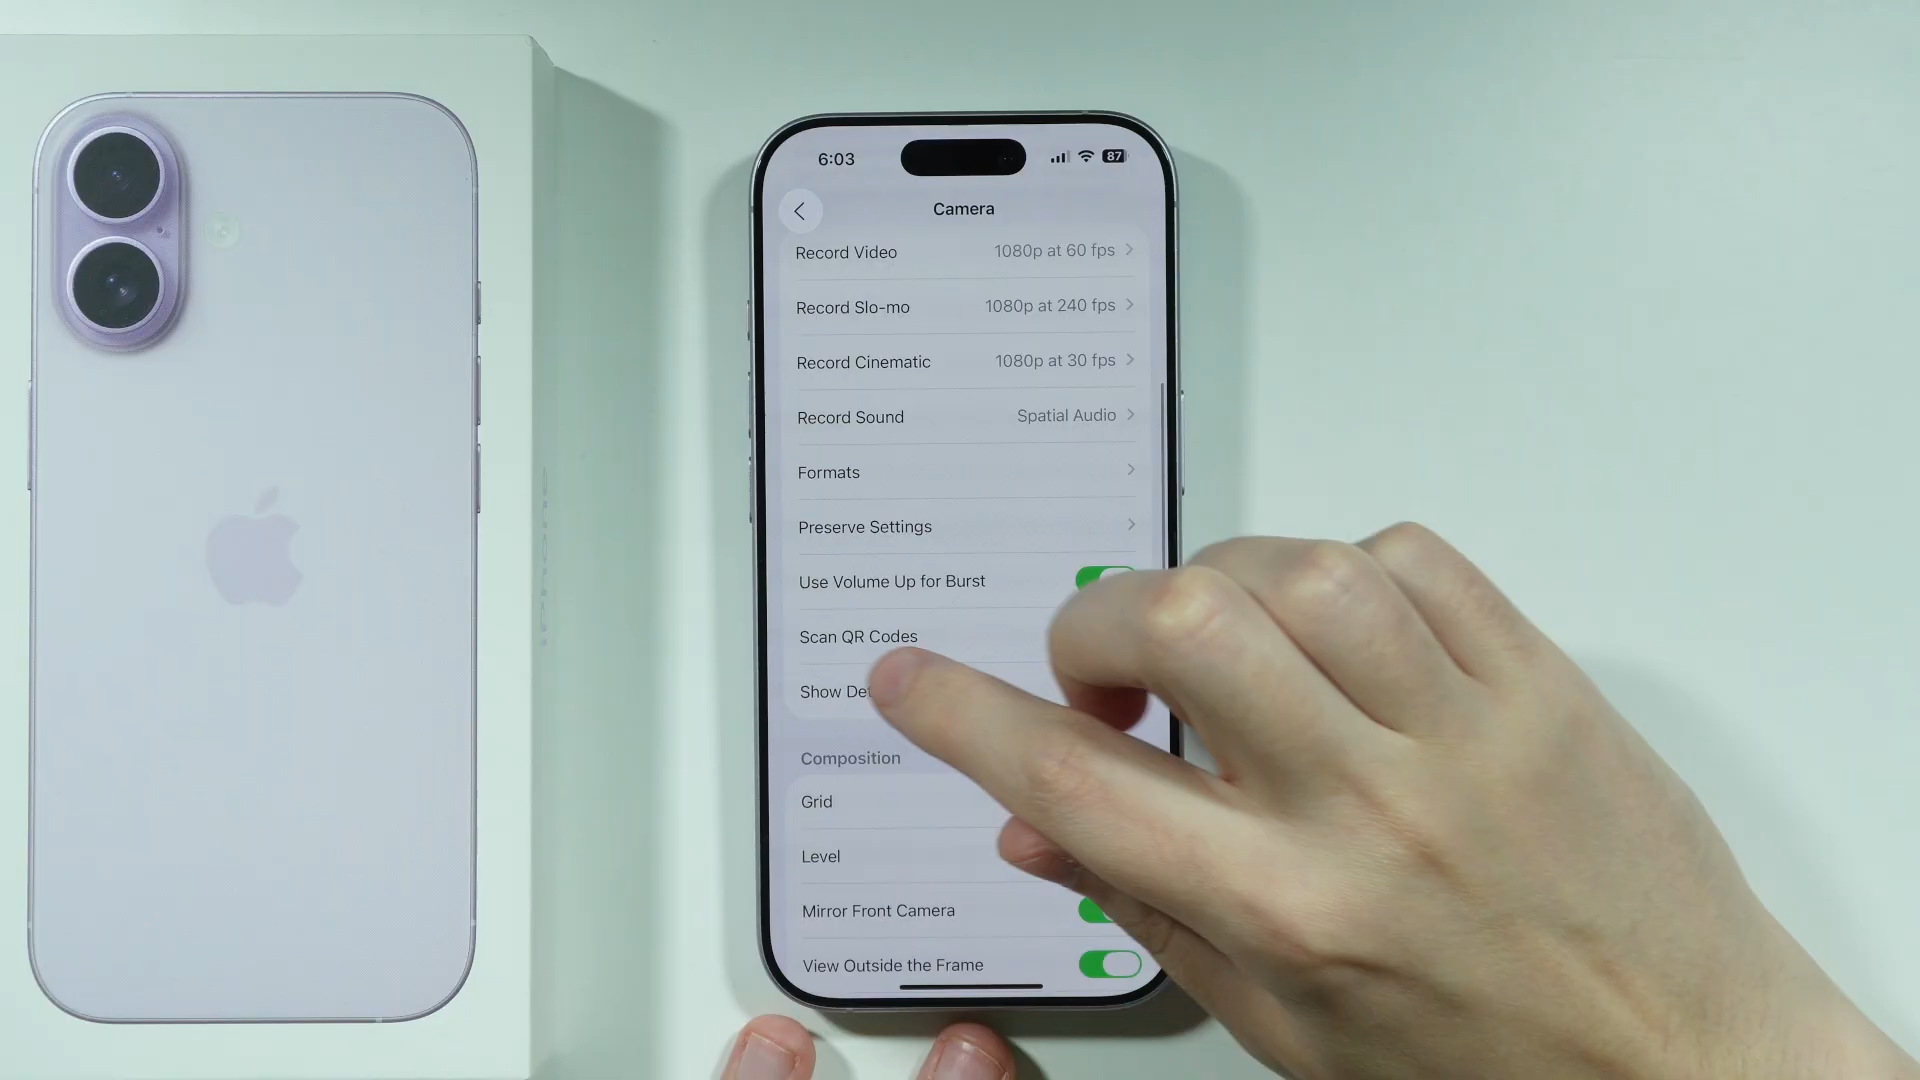 6:03
87
Camera
Record Video 1080p at 60 fps
Record Slo-mo 1080p at 240 fps
Record Cinematic 1080p at 30 fps
Record Sound Spatial Audio
Formats
Preserve Settings
Use Volume Up for Burst
Scan QR Codes
Show
Composition
Grid
Level
Mirror Front Camera
View Outside the Frame
iPhone